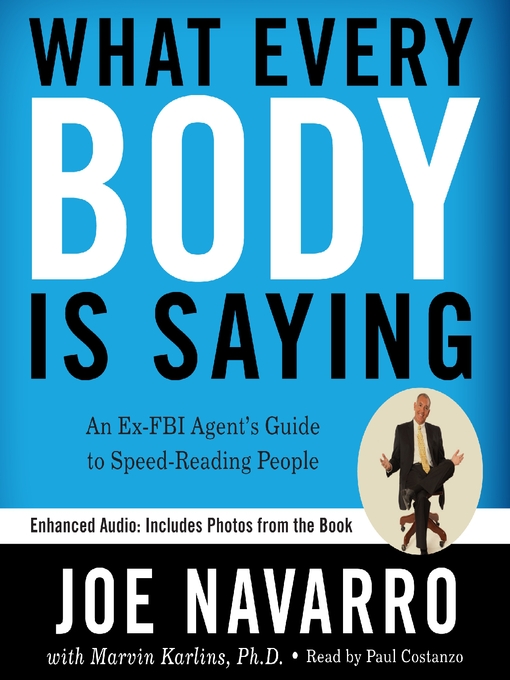 WHAT EVERY
BODY
IS SAYING
An Ex-FBI Agent's Guide
to Speed-Reading People
Enhanced Audio: Includes Photos from the Book
JOE NAVARRO
with Marvin Karlins, Ph.D. • Read by Paul Costanzo